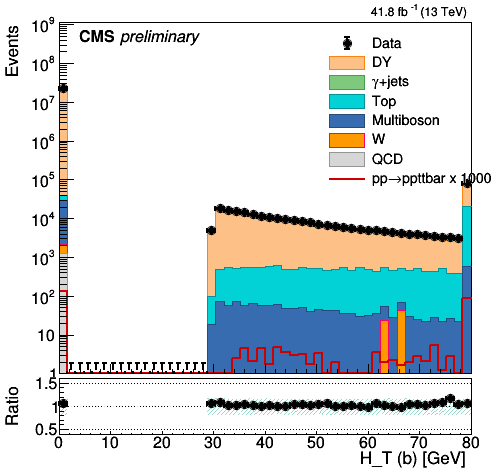 41.8 fb⁻¹ (13 TeV)
CMS preliminary
Events
10⁹
10⁸
10⁷
10⁶
10⁵
10⁴
10³
10²
10
1
Data
DY
γ+jets
Top
Multiboson
W
QCD
pp→ppttbar x 1000
Ratio
1.5
1
0.5
0 10 20 30 40 50 60 70 80
H_T (b) [GeV]